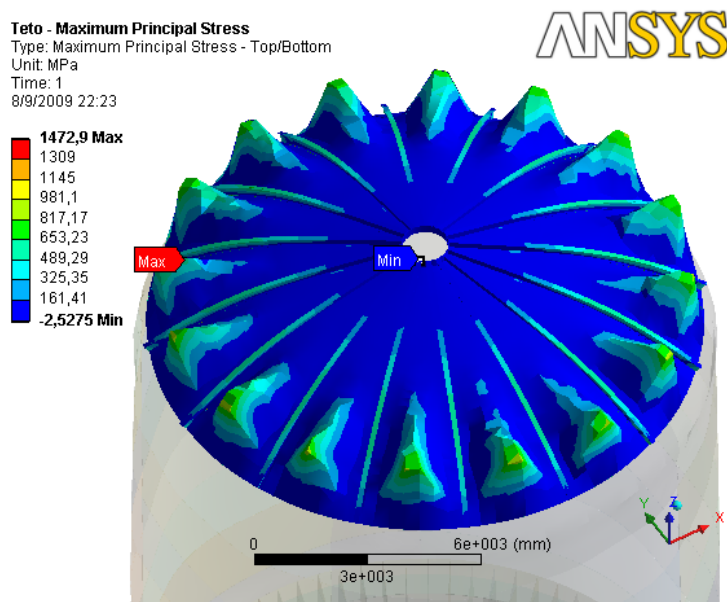 Teto - Maximum Principal Stress
Type: Maximum Principal Stress - Top/Bottom
Unit: MPa
Time: 1
8/9/2009 22:23
ANSYS
1472,9 Max
1309
1145
981,1
817,17
653,23
489,29
325,35
161,41
-2,5275 Min
Max
Min
0
6e+003 (mm)
3e+003
Y
Z
X